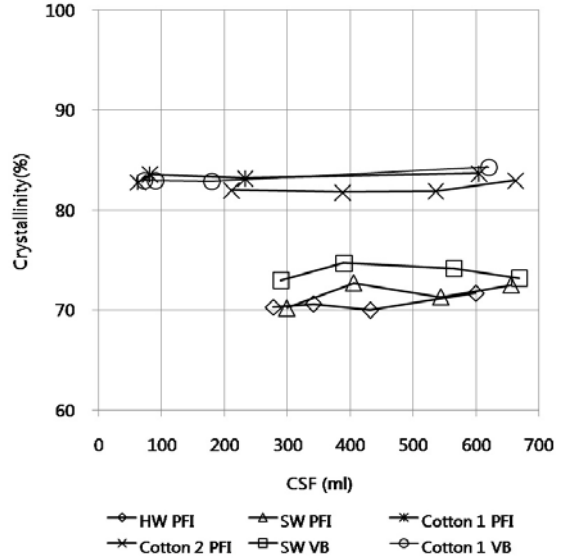 100
90
80
70
60
Crystallinity(%)
0 100 200 300 400 500 600 700
CSF (ml)
HW PFI SW PFI Cotton 1 PFI
Cotton 2 PFI SW VB Cotton 1 VB